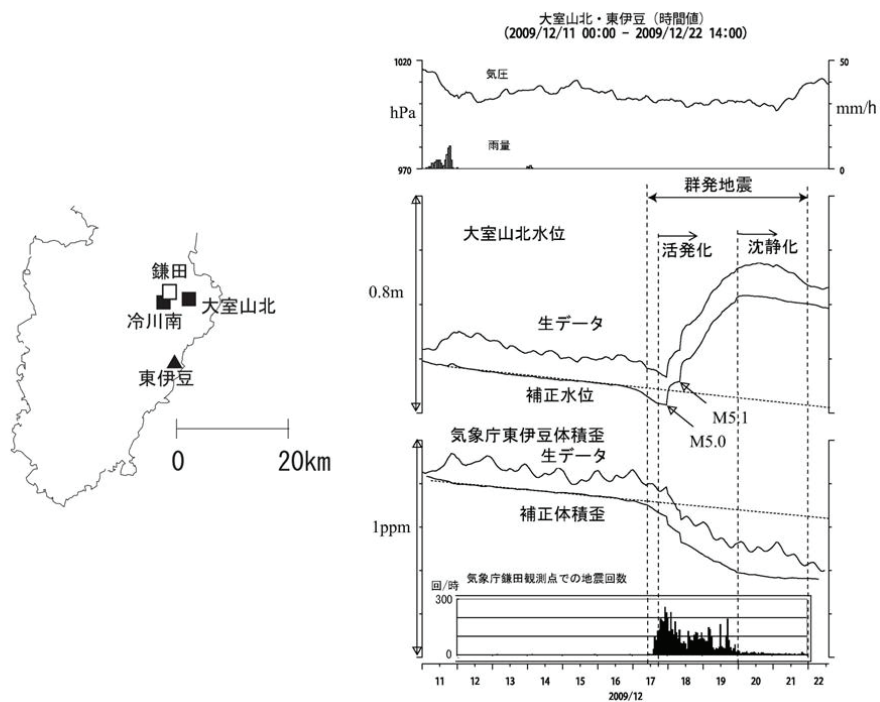 大室山北・東伊豆（時間値）
(2009/12/11 00:00 - 2009/12/22 14:00)
1020
50
気圧
hPa
mm/h
雨量
970
0
群発地震
大室山北水位
活発化
沈静化
0.8m
生データ
補正水位
M5.1
M5.0
気象庁東伊豆体積歪
生データ
補正体積歪
1ppm
回/時
気象庁鎌田観測点での地震回数
300
0
11 12 13 14 15 16 17 18 19 20 21 22
2009/12
鎌田
冷川南
大室山北
東伊豆
0 20km